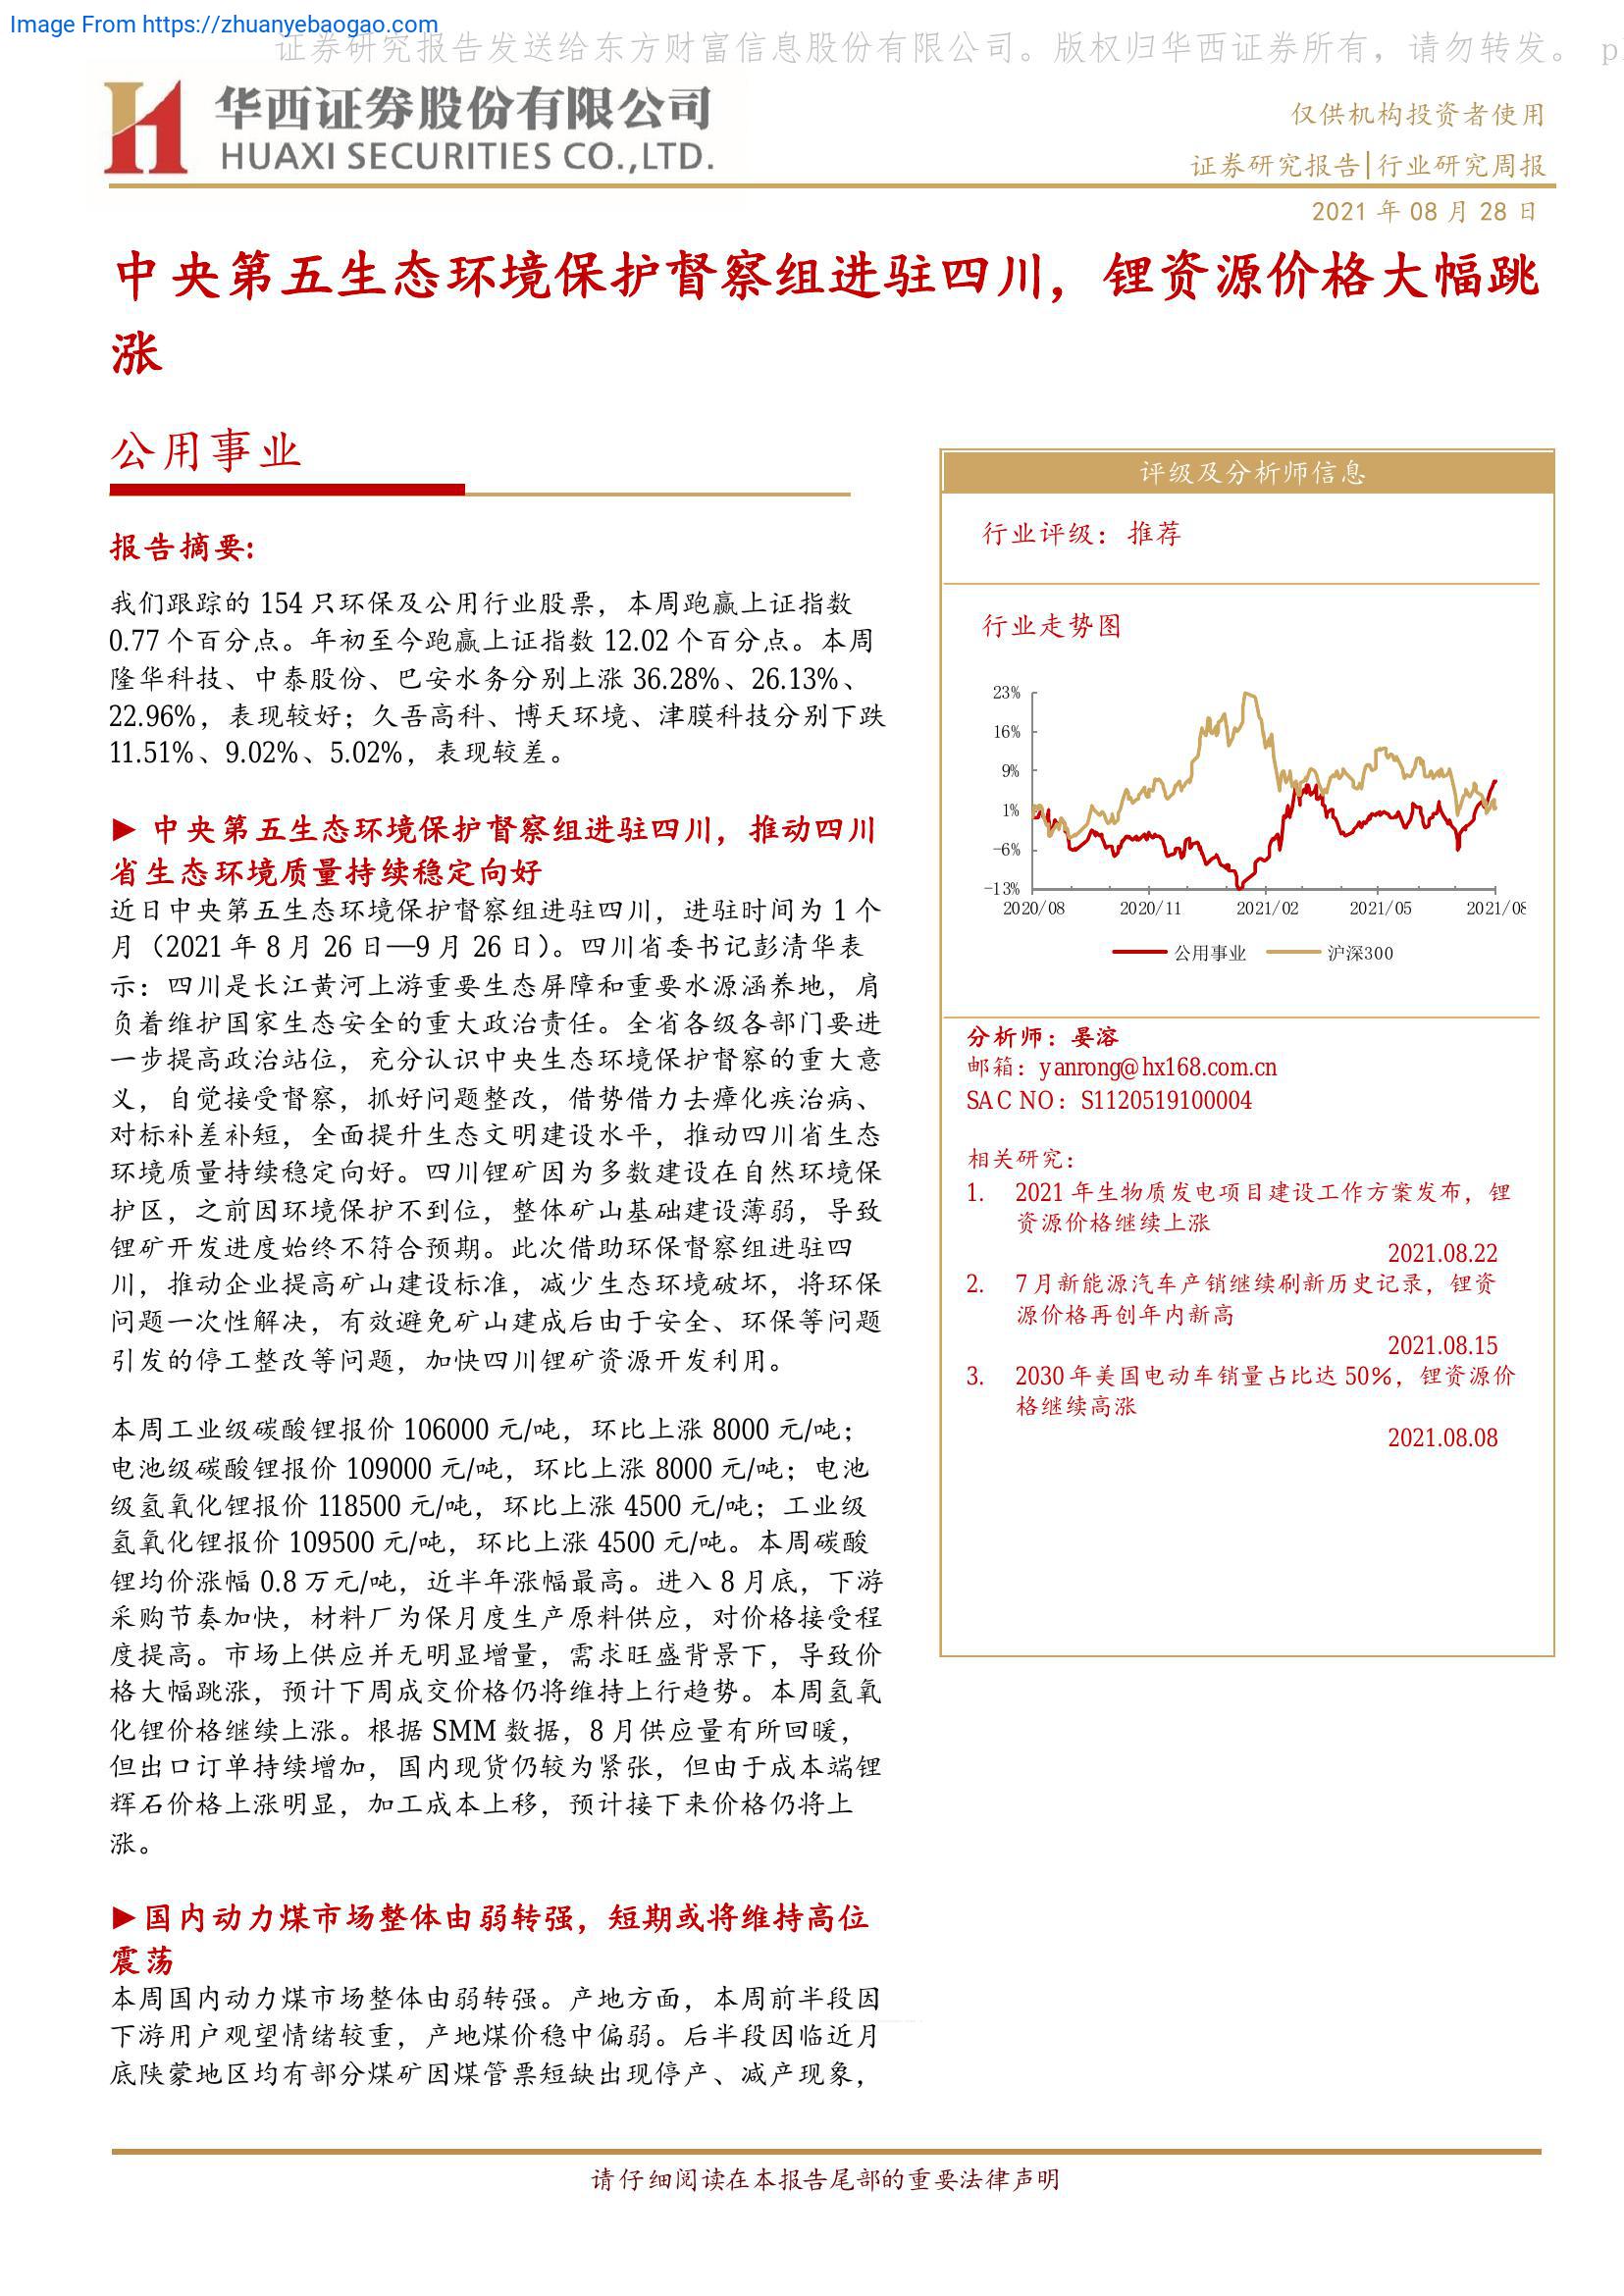 Image From https://zhuanyebaogao.com
证券研究报告发送给东方财富信息股份有限公司。版权归华西证券所有，请勿转发。 p
华西证券股份有限公司
HUAXI SECURITIES CO.,LTD.
仅供机构投资者使用
证券研究报告|行业研究周报
2021 年 08 月 28 日
中央第五生态环境保护督察组进驻四川，锂资源价格大幅跳
涨
公用事业
报告摘要:
我们跟踪的 154 只环保及公用行业股票，本周跑赢上证指数
0.77 个百分点。年初至今跑赢上证指数 12.02 个百分点。本周
隆华科技、中泰股份、巴安水务分别上涨 36.28%、26.13%、
22.96%，表现较好；久吾高科、博天环境、津膜科技分别下跌
11.51%、9.02%、5.02%，表现较差。
►中央第五生态环境保护督察组进驻四川，推动四川
省生态环境质量持续稳定向好
近日中央第五生态环境保护督察组进驻四川，进驻时间为 1 个
月（2021 年 8 月 26 日—9 月 26 日）。四川省委书记彭清华表
示：四川是长江黄河上游重要生态屏障和重要水源涵养地，肩
负着维护国家生态安全的重大政治责任。全省各级各部门要进
一步提高政治站位，充分认识中央生态环境保护督察的重大意
义，自觉接受督察，抓好问题整改，借势借力去瘴化疾治病、
对标补差补短，全面提升生态文明建设水平，推动四川省生态
环境质量持续稳定向好。四川锂矿因为多数建设在自然环境保
护区，之前因环境保护不到位，整体矿山基础建设薄弱，导致
锂矿开发进度始终不符合预期。此次借助环保督察组进驻四
川，推动企业提高矿山建设标准，减少生态环境破坏，将环保
问题一次性解决，有效避免矿山建成后由于安全、环保等问题
引发的停工整改等问题，加快四川锂矿资源开发利用。
本周工业级碳酸锂报价 106000 元/吨，环比上涨 8000 元/吨；
电池级碳酸锂报价 109000 元/吨，环比上涨 8000 元/吨；电池
级氢氧化锂报价 118500 元/吨，环比上涨 4500 元/吨；工业级
氢氧化锂报价 109500 元/吨，环比上涨 4500 元/吨。本周碳酸
锂均价涨幅 0.8 万元/吨，近半年涨幅最高。进入 8 月底，下游
采购节奏加快，材料厂为保月度生产原料供应，对价格接受程
度提高。市场上供应并无明显增量，需求旺盛背景下，导致价
格大幅跳涨，预计下周成交价格仍将维持上行趋势。本周氢氧
化锂价格继续上涨。根据 SMM 数据，8 月供应量有所回暖，
但出口订单持续增加，国内现货仍较为紧张，但由于成本端锂
辉石价格上涨明显，加工成本上移，预计接下来价格仍将上
涨。
►国内动力煤市场整体由弱转强，短期或将维持高位
震荡
本周国内动力煤市场整体由弱转强。产地方面，本周前半段因
下游用户观望情绪较重，产地煤价稳中偏弱。后半段因临近月
底陕蒙地区均有部分煤矿因煤管票短缺出现停产、减产现象，
评级及分析师信息
行业评级：推荐
行业走势图
23%
16%
9%
1%
-6%
-13%
2020/08 2020/11 2021/02 2021/05 2021/08
公用事业 沪深300
分析师：晏溶
邮箱：yanrong@hx168.com.cn
SAC NO：S1120519100004
相关研究：
1. 2021 年生物质发电项目建设工作方案发布，锂
资源价格继续上涨
2021.08.22
2. 7 月新能源汽车产销继续刷新历史记录，锂资
源价格再创年内新高
2021.08.15
3. 2030 年美国电动车销量占比达 50%，锂资源价
格继续高涨
2021.08.08
请仔细阅读在本报告尾部的重要法律声明